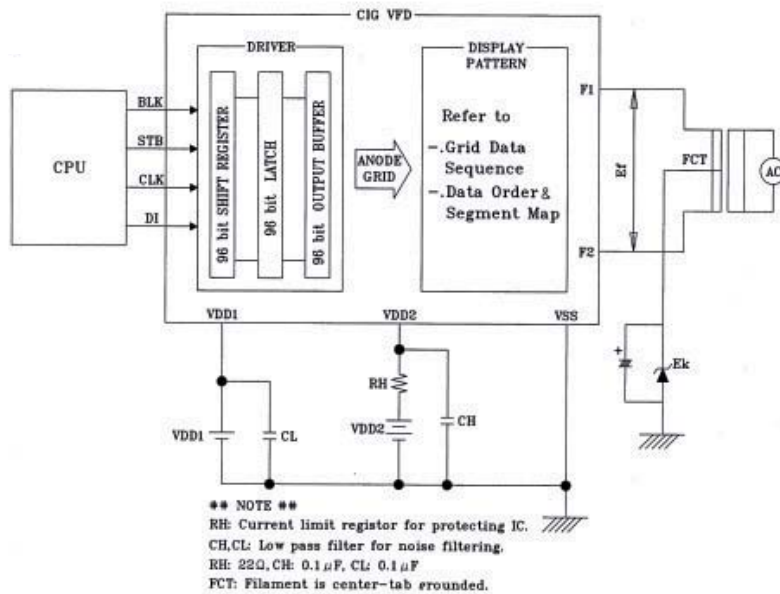 CIG VFD
DRIVER
DISPLAY
PATTERN
CPU
BLK
STB
CLK
DI
96 bit SHIFT REGISTER
96 bit LATCH
96 bit OUTPUT BUFFER
ANODE
GRID
Refer to
-.Grid Data
Sequence
-.Data Order&
Segment Map
F1
Ef
F2
FCT
AC
VDD1
VDD2
VSS
RH
VDD1
CL
VDD2
CH
+
Ek
** NOTE **
RH: Current limit registor for protecting IC.
CH,CL: Low pass filter for noise filtering.
RH: 22Ω, CH: 0.1μF, CL: 0.1μF
FCT: Filament is center-tab grounded.